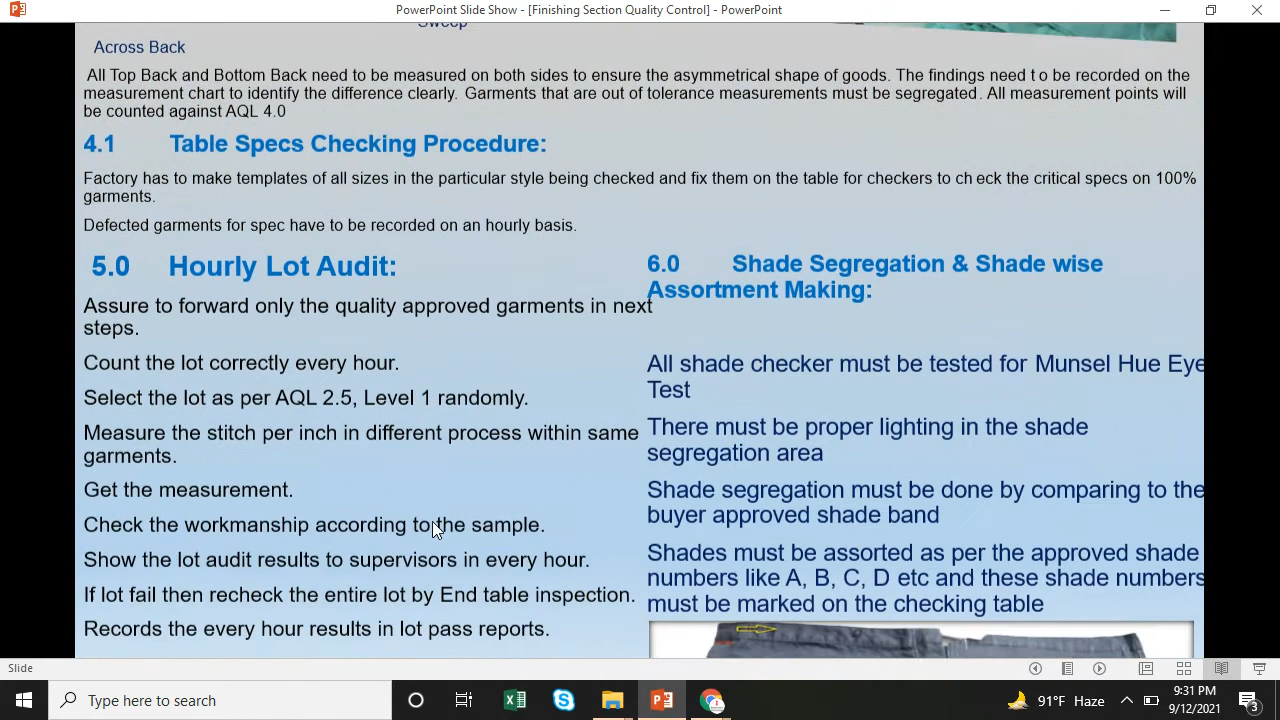 PowerPoint Slide Show - [Finishing Section Quality Control] - PowerPoint
Sweep
Across Back
All Top Back and Bottom Back need to be measured on both sides to ensure the asymmetrical shape of goods. The findings need to be recorded on the
measurement chart to identify the difference clearly. Garments that are out of tolerance measurements must be segregated. All measurement points will
be counted against AQL 4.0
4.1 Table Specs Checking Procedure:
Factory has to make templates of all sizes in the particular style being checked and fix them on the table for checkers to check the critical specs on 100%
garments.
Defected garments for spec have to be recorded on an hourly basis.
5.0 Hourly Lot Audit:
Assure to forward only the quality approved garments in next
steps.
Count the lot correctly every hour.
Select the lot as per AQL 2.5, Level 1 randomly.
Measure the stitch per inch in different process within same
garments.
Get the measurement.
Check the workmanship according to the sample.
Show the lot audit results to supervisors in every hour.
If lot fail then recheck the entire lot by End table inspection.
Records the every hour results in lot pass reports.
6.0 Shade Segregation & Shade wise
Assortment Making:
All shade checker must be tested for Munsel Hue Eye
Test
There must be proper lighting in the shade
segregation area
Shade segregation must be done by comparing to the
buyer approved shade band
Shades must be assorted as per the approved shade
numbers like A, B, C, D etc and these shade numbers
must be marked on the checking table
Slide
Type here to search
91°F Haze
9:31 PM
9/12/2021
3